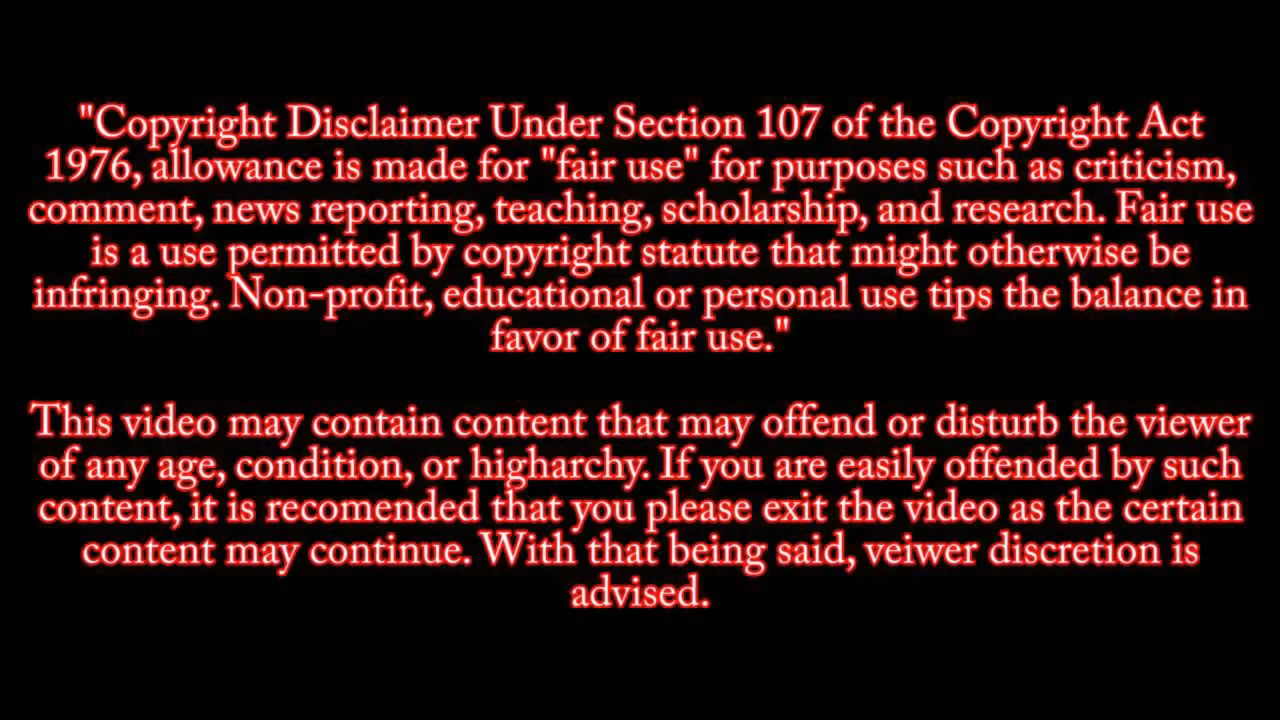 "Copyright Disclaimer Under Section 107 of the Copyright Act
1976, allowance is made for "fair use" for purposes such as criticism,
comment, news reporting, teaching, scholarship, and research. Fair use
is a use permitted by copyright statute that might otherwise be
infringing. Non-profit, educational or personal use tips the balance in
favor of fair use."
This video may contain content that may offend or disturb the viewer
of any age, condition, or higharchy. If you are easily offended by such
content, it is recomended that you please exit the video as the certain
content may continue. With that being said, veiwer discretion is
advised.